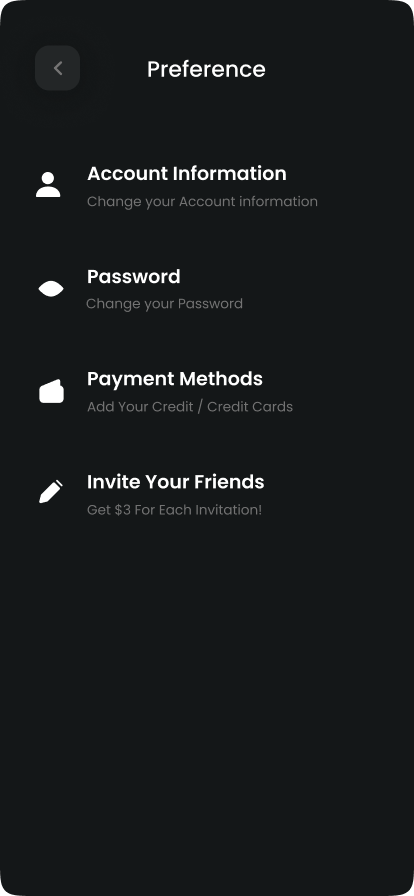 Preference
Account Information
Change your Account information
Password
Change your Password
Payment Methods
Add Your Credit / Credit Cards
Invite Your Friends
Get $3 For Each Invitation!